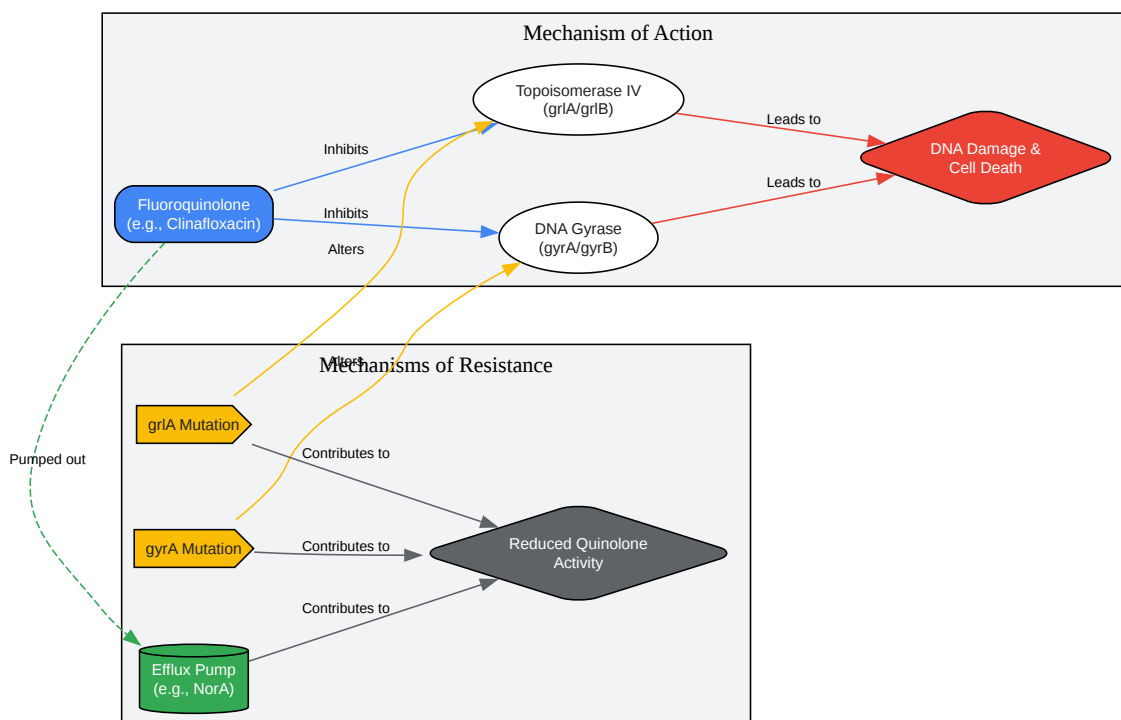 Mechanism of Action
Topoisomerase IV
(grlA/grlB)
Leads to
DNA Damage &
Cell Death
Inhibits
Leads to
Fluoroquinolone
(e.g., Clinafloxacin)
Inhibits
DNA Gyrase
(gyrA/gyrB)
Alters
Alters
Mechanisms of Resistance
grlA Mutation
Contributes to
Pumped out
gyrA Mutation
Contributes to
Reduced Quinolone
Activity
Contributes to
Efflux Pump
(e.g., NorA)